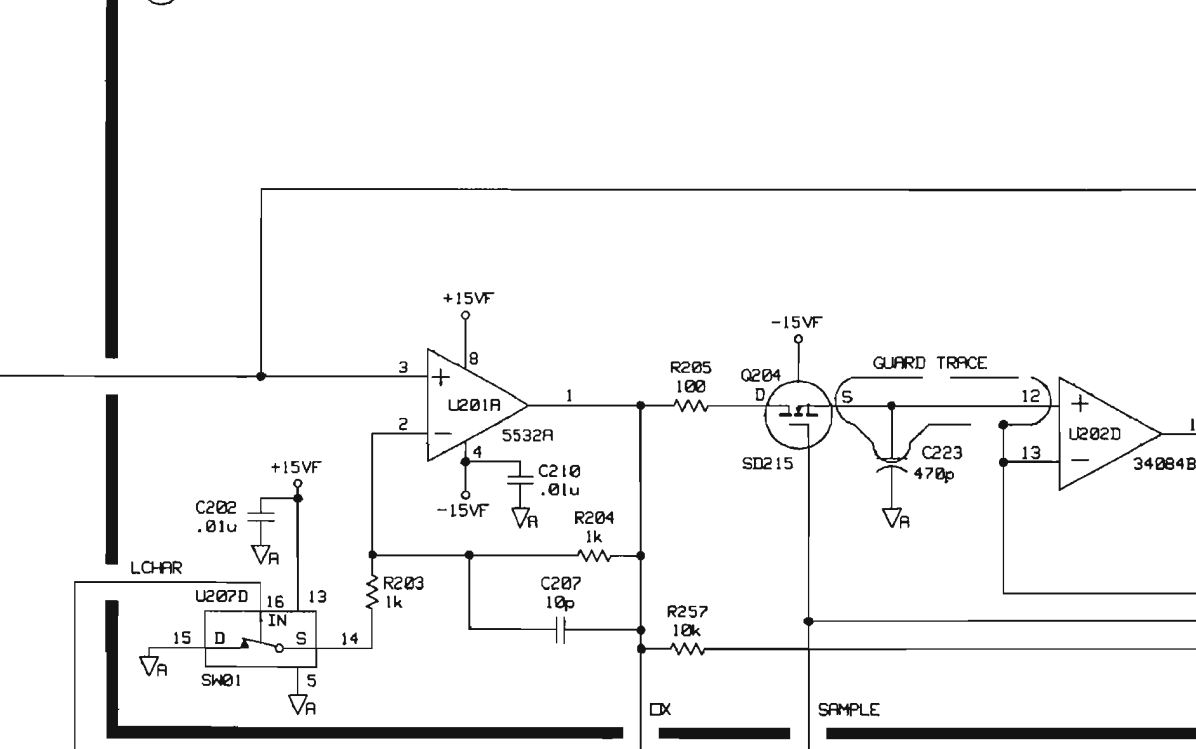 +15VF
3
8
+
U201A
1
2
−
5532A
4
−15VF
C210
.01u
A
+15VF
C202
.01u
A
LCHAR
U207D
16
13
IN
15
D
S
14
A
SW01
5
A
R203
1k
R204
1k
C207
10p
R205
100
Q204
D
S
SD215
−15VF
GUARD TRACE
12
+
U202D
13
−
34084B
1
C223
470p
A
R257
10k
DX
SAMPLE